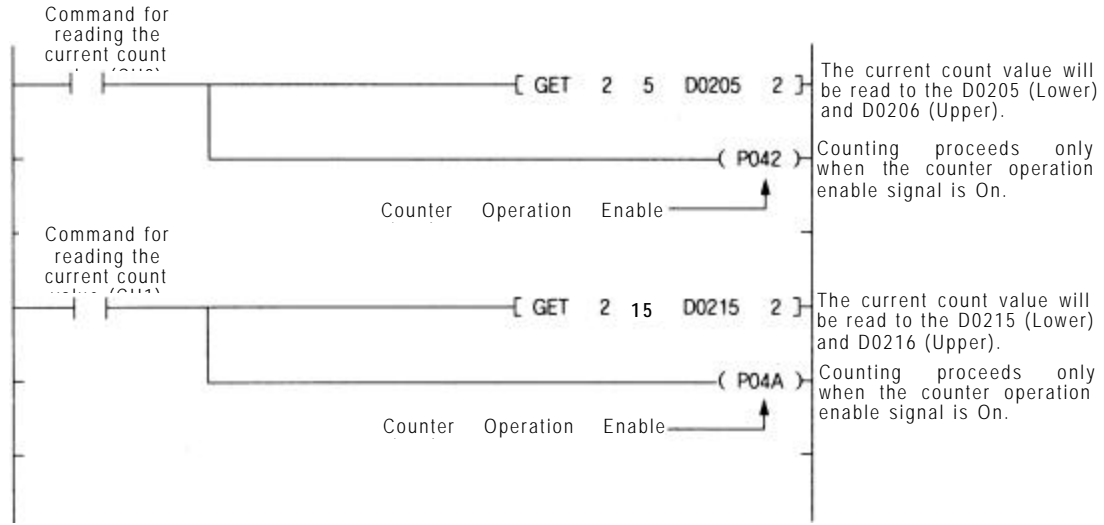 Command for
reading the
current count
[ GET 2 5 D0205 2 ]
The current count value will
be read to the D0205 (Lower)
and D0206 (Upper).
( P042 )
Counting proceeds only
when the counter operation
enable signal is On.
Counter Operation Enable
Command for
reading the
current count
value (CH1)
[ GET 2 15 D0215 2 ]
The current count value will
be read to the D0215 (Lower)
and D0216 (Upper).
( P04A )
Counting proceeds only
when the counter operation
enable signal is On.
Counter Operation Enable